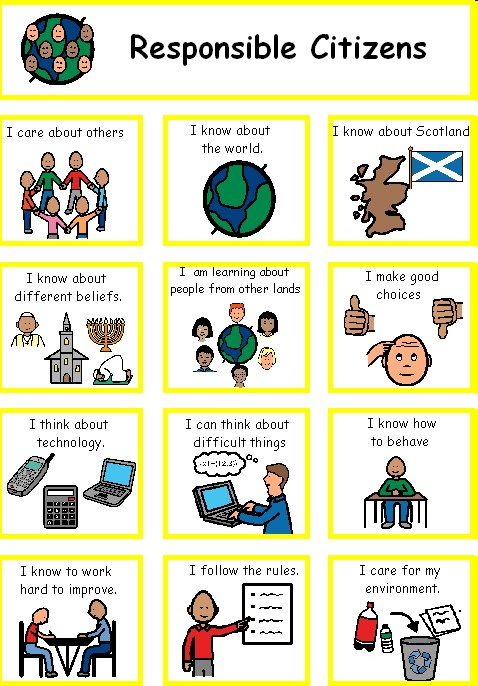 Responsible Citizens
I care about others
I know about
the world.
I know about Scotland
I know about
different beliefs.
I am learning about
people from other lands
I make good
choices
I think about
technology.
I can think about
difficult things
I know how
to behave
I know to work
hard to improve.
I follow the rules.
I care for my
environment.